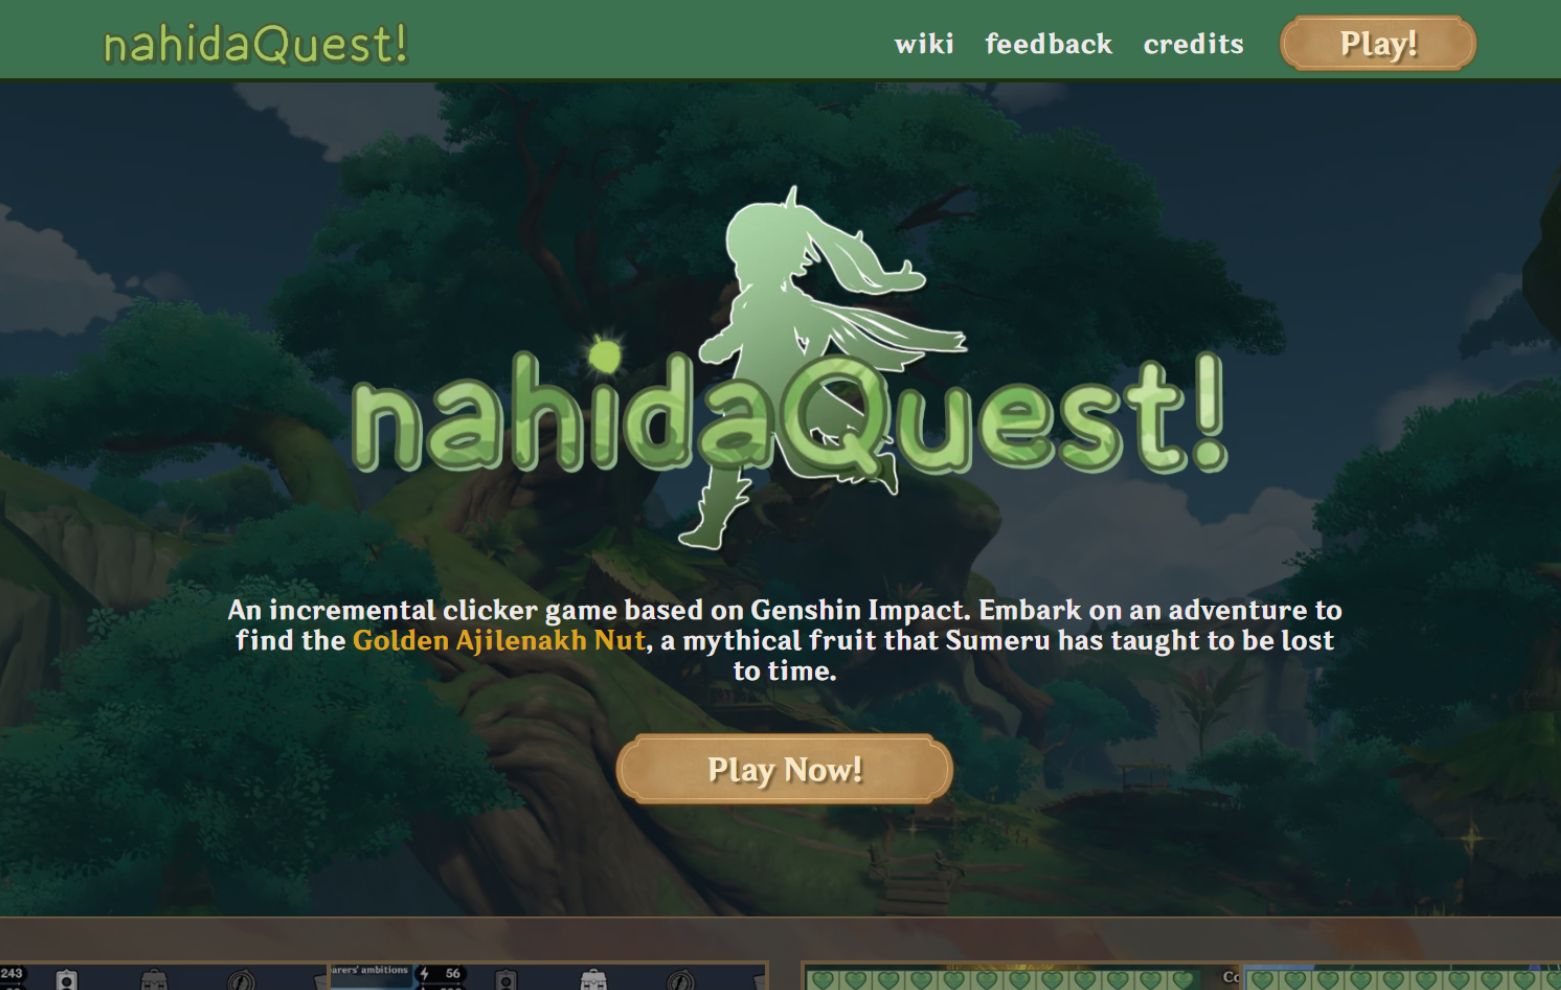 nahidaQuest!
wiki feedback credits Play!
nahidaQuest!
An incremental clicker game based on Genshin Impact. Embark on an adventure to
find the Golden Ajilenakh Nut, a mythical fruit that Sumeru has taught to be lost
to time.
Play Now!
243
arers' ambitions
56